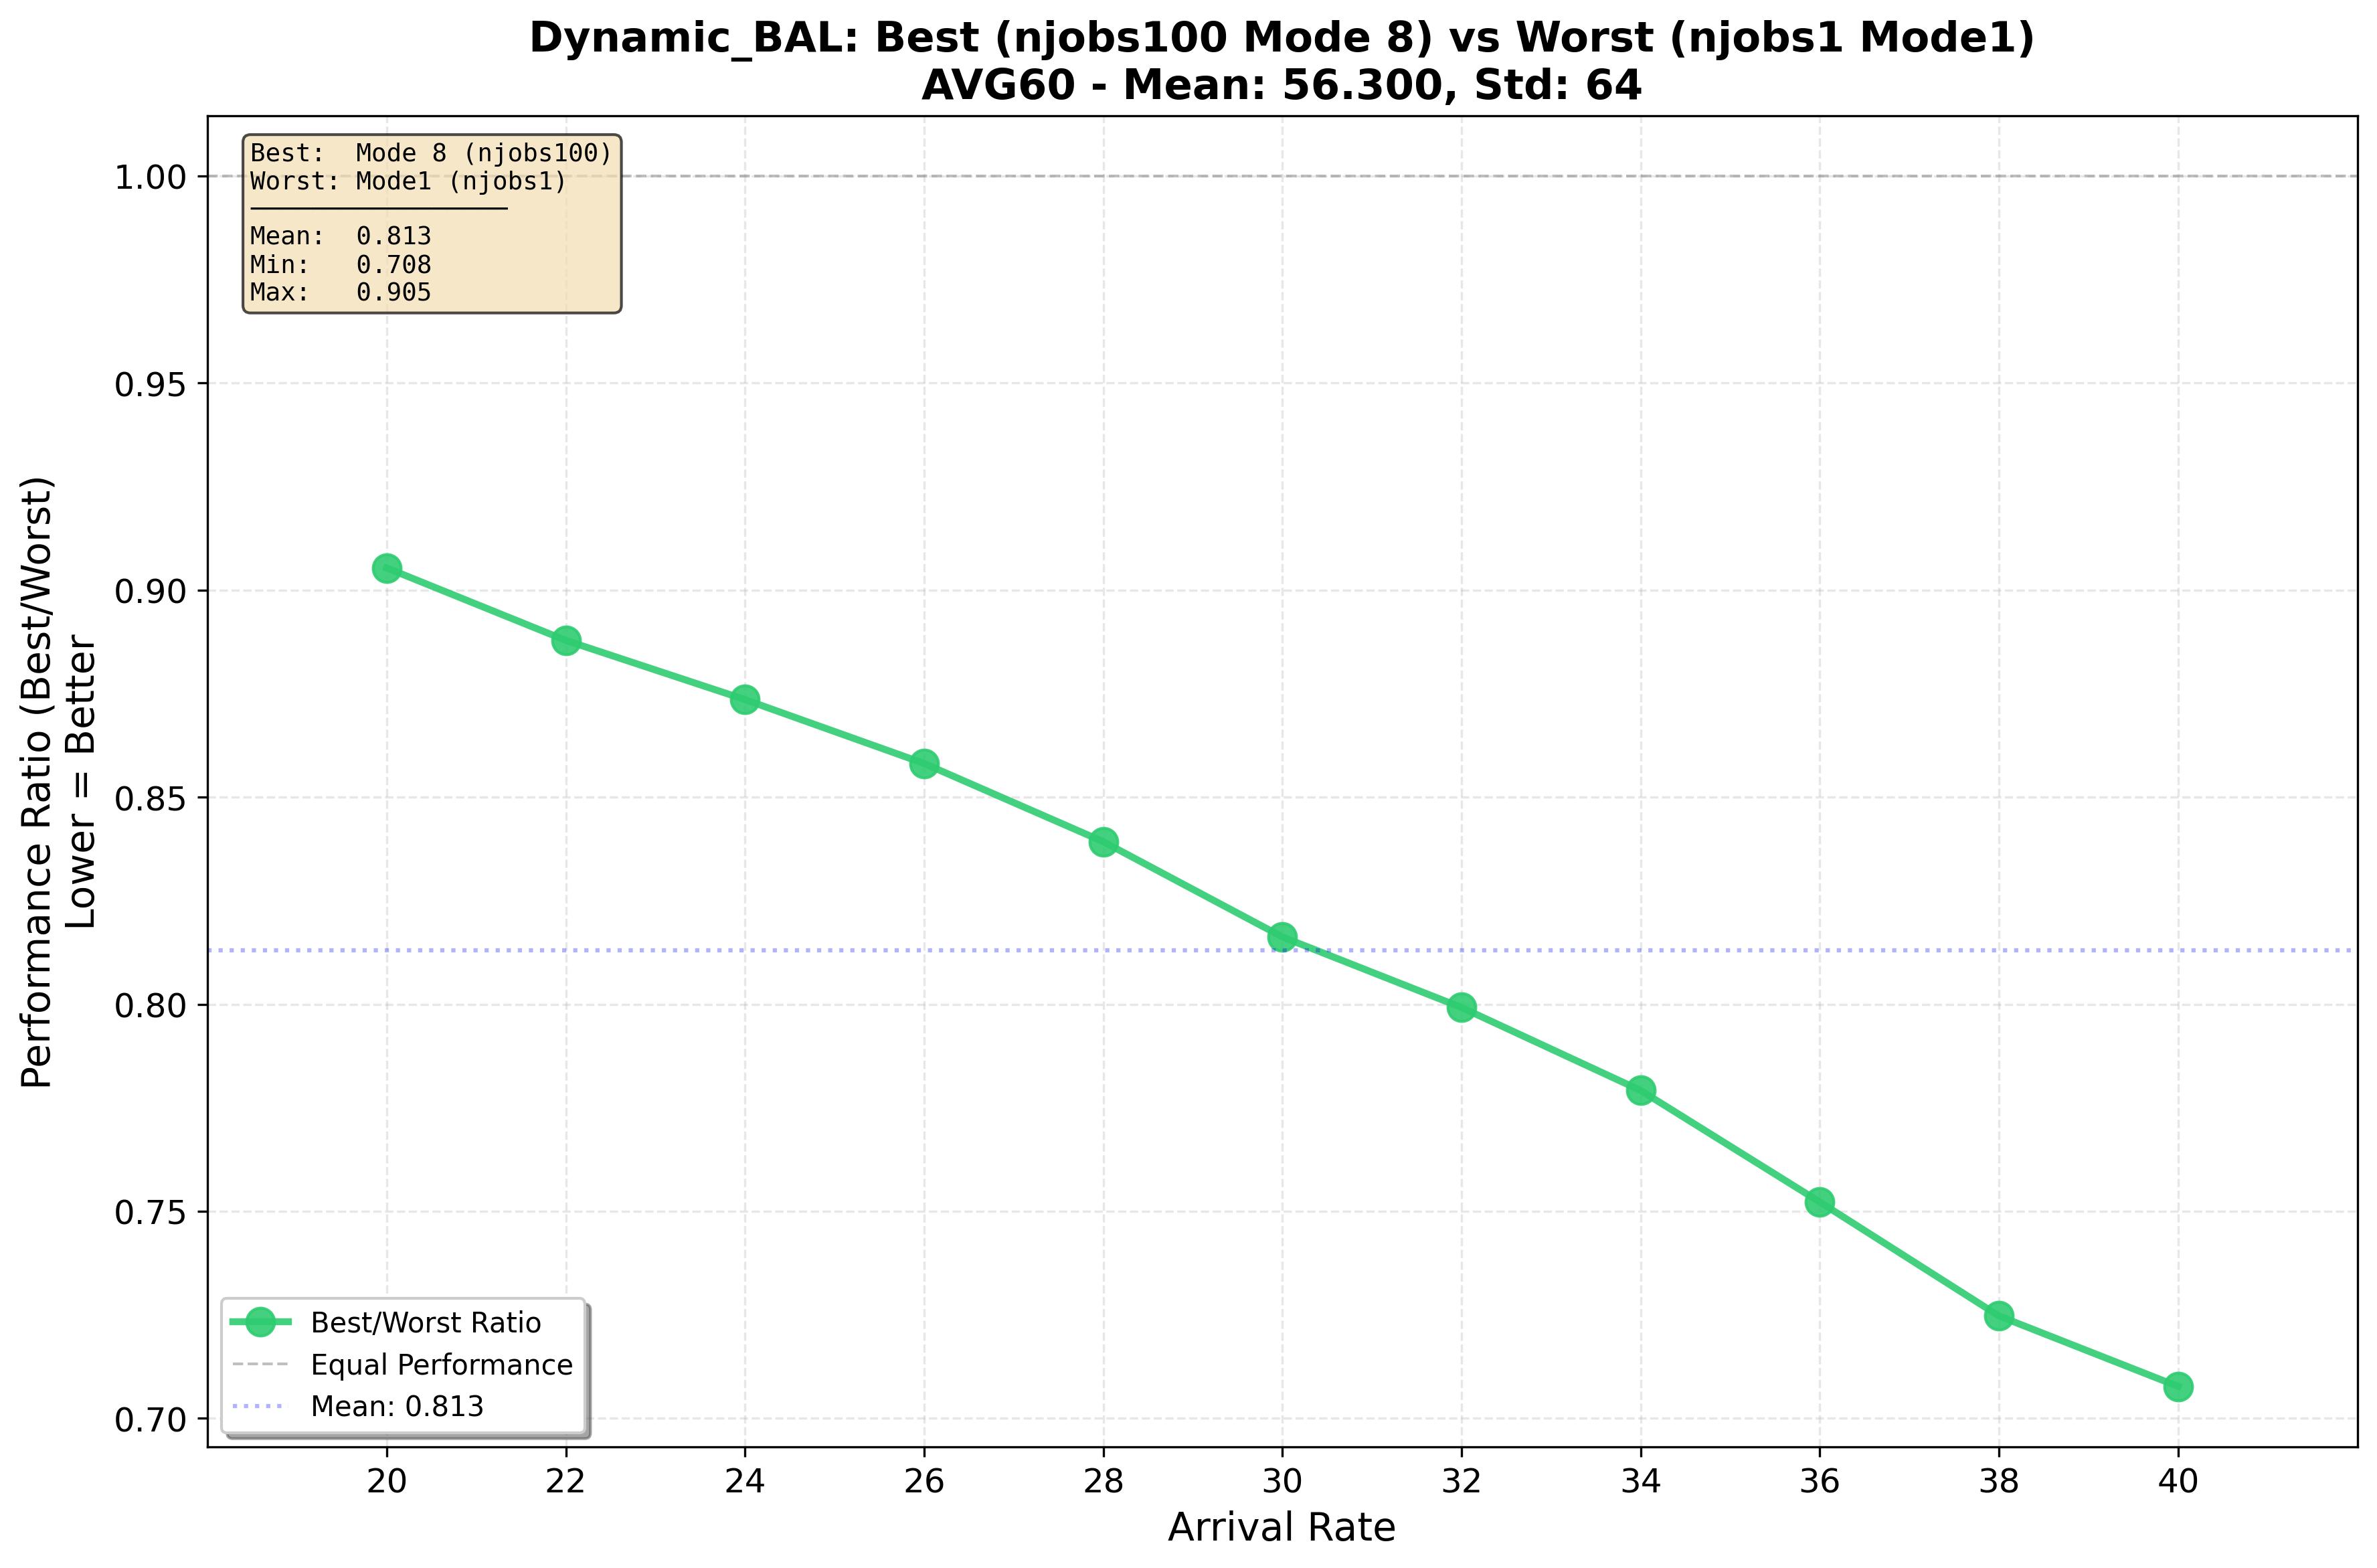 Dynamic_BAL: Best (njobs100 Mode 8) vs Worst (njobs1 Mode1)
AVG60 - Mean: 56.300, Std: 64
Best:  Mode 8 (njobs100)
Worst: Mode1 (njobs1)
Mean:  0.813
Min:   0.708
Max:   0.905
1.00
0.95
0.90
0.85
0.80
0.75
0.70
Performance Ratio (Best/Worst)
Lower = Better
Best/Worst Ratio
Equal Performance
Mean: 0.813
20 22 24 26 28 30 32 34 36 38 40
Arrival Rate